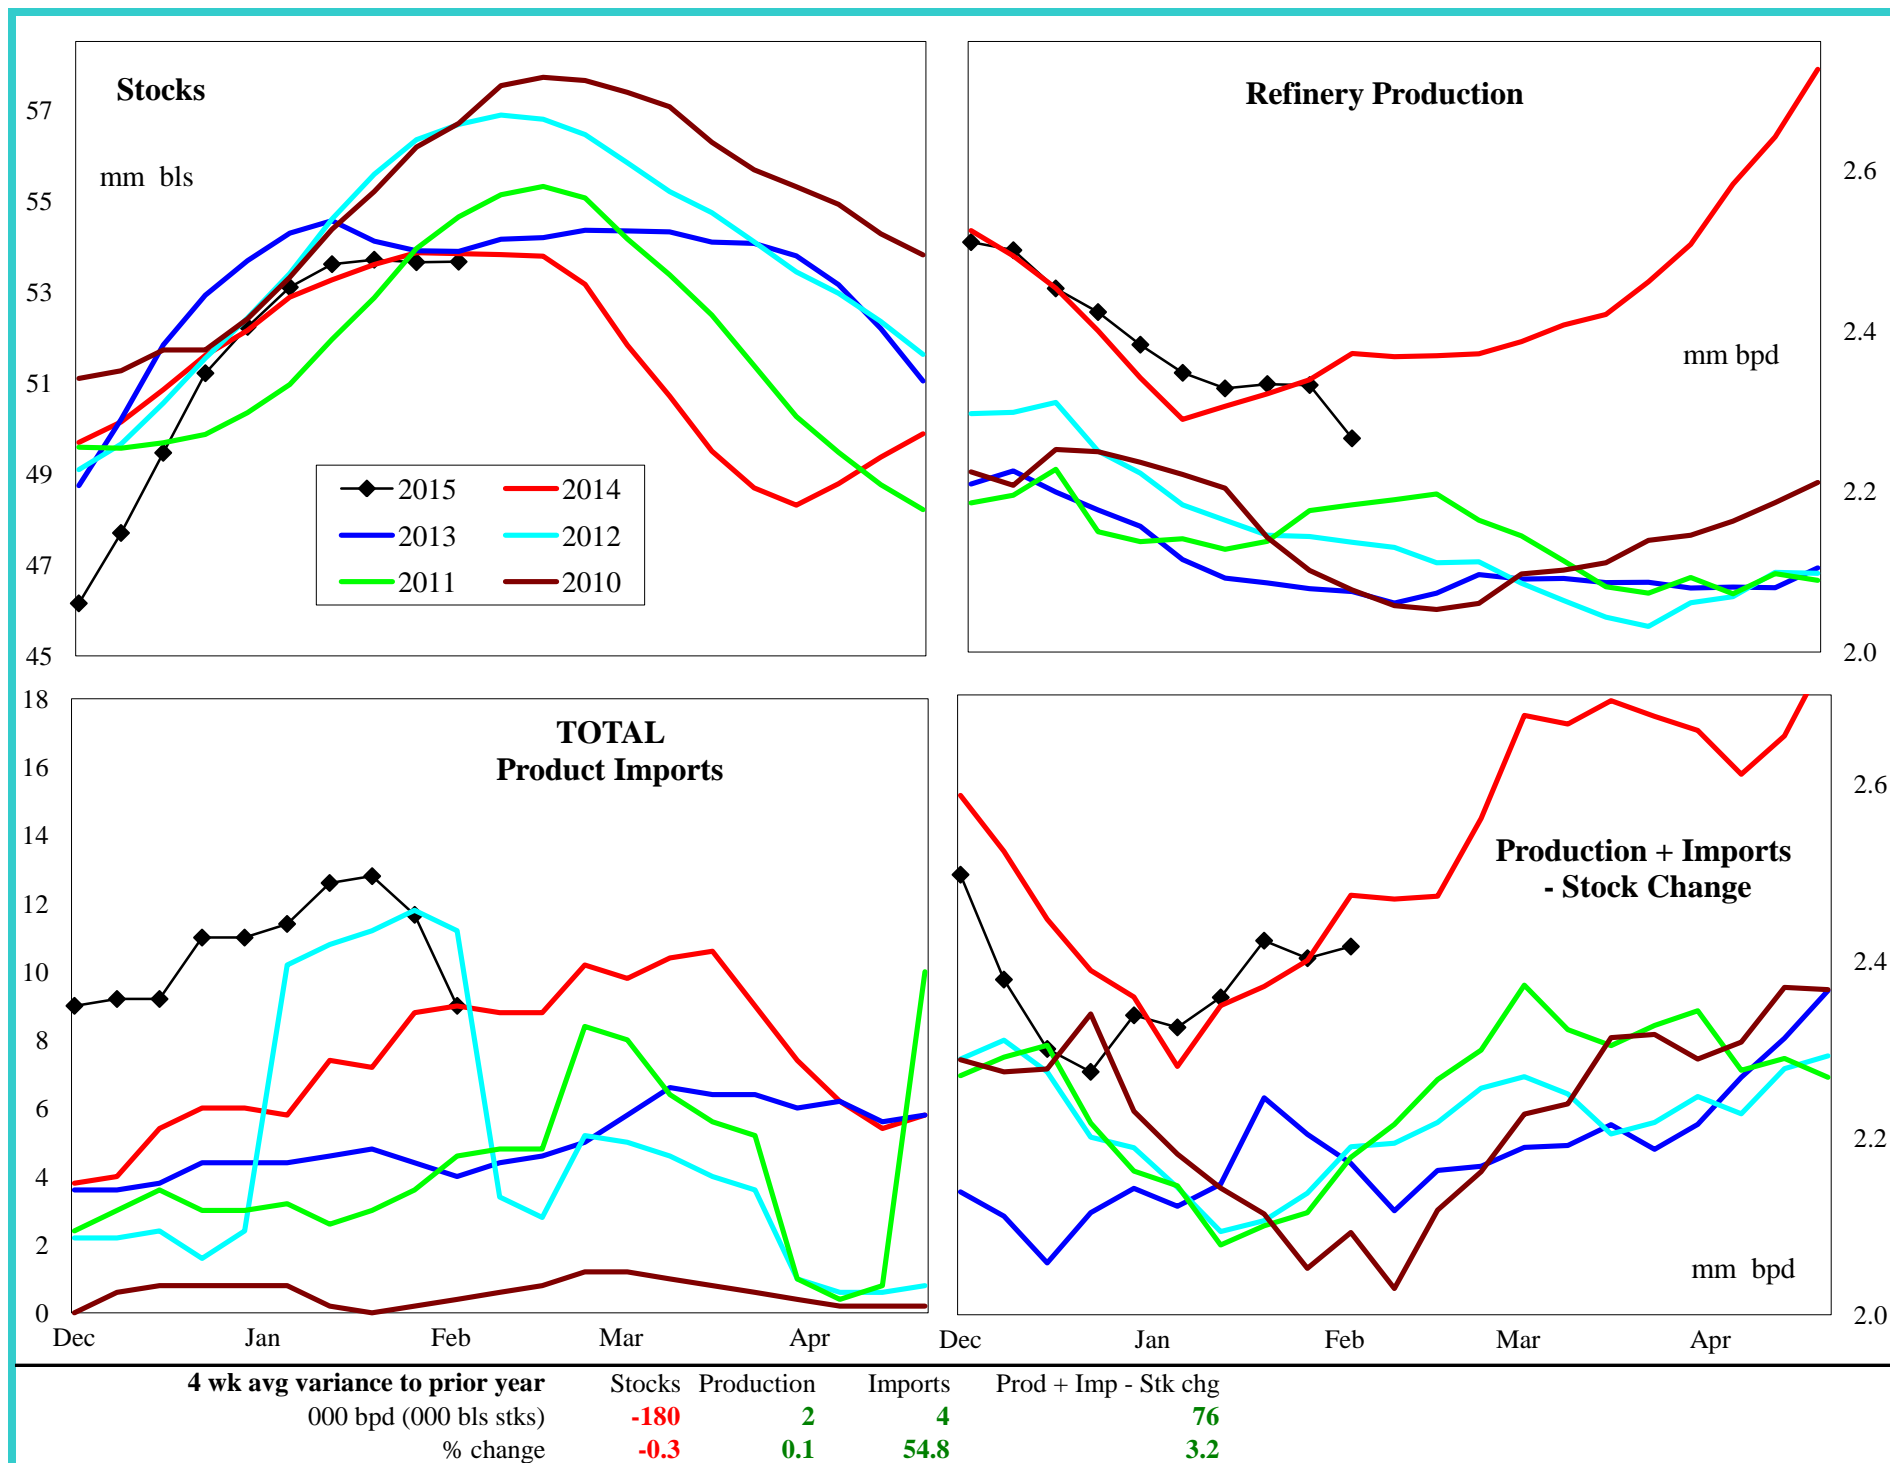 Stocks
mm bls
57
55
53
51
49
47
45
2015
2014
2013
2012
2011
2010
Refinery Production
mm bpd
2.6
2.4
2.2
2.0
TOTAL
Product Imports
18
16
14
12
10
8
6
4
2
0
Dec Jan Feb Mar Apr
Production + Imports
- Stock Change
mm bpd
2.6
2.4
2.2
2.0
Dec Jan Feb Mar Apr
4 wk avg variance to prior year Stocks Production Imports Prod + Imp - Stk chg
000 bpd (000 bls stks) -180 2 4 76
% change -0.3 0.1 54.8 3.2